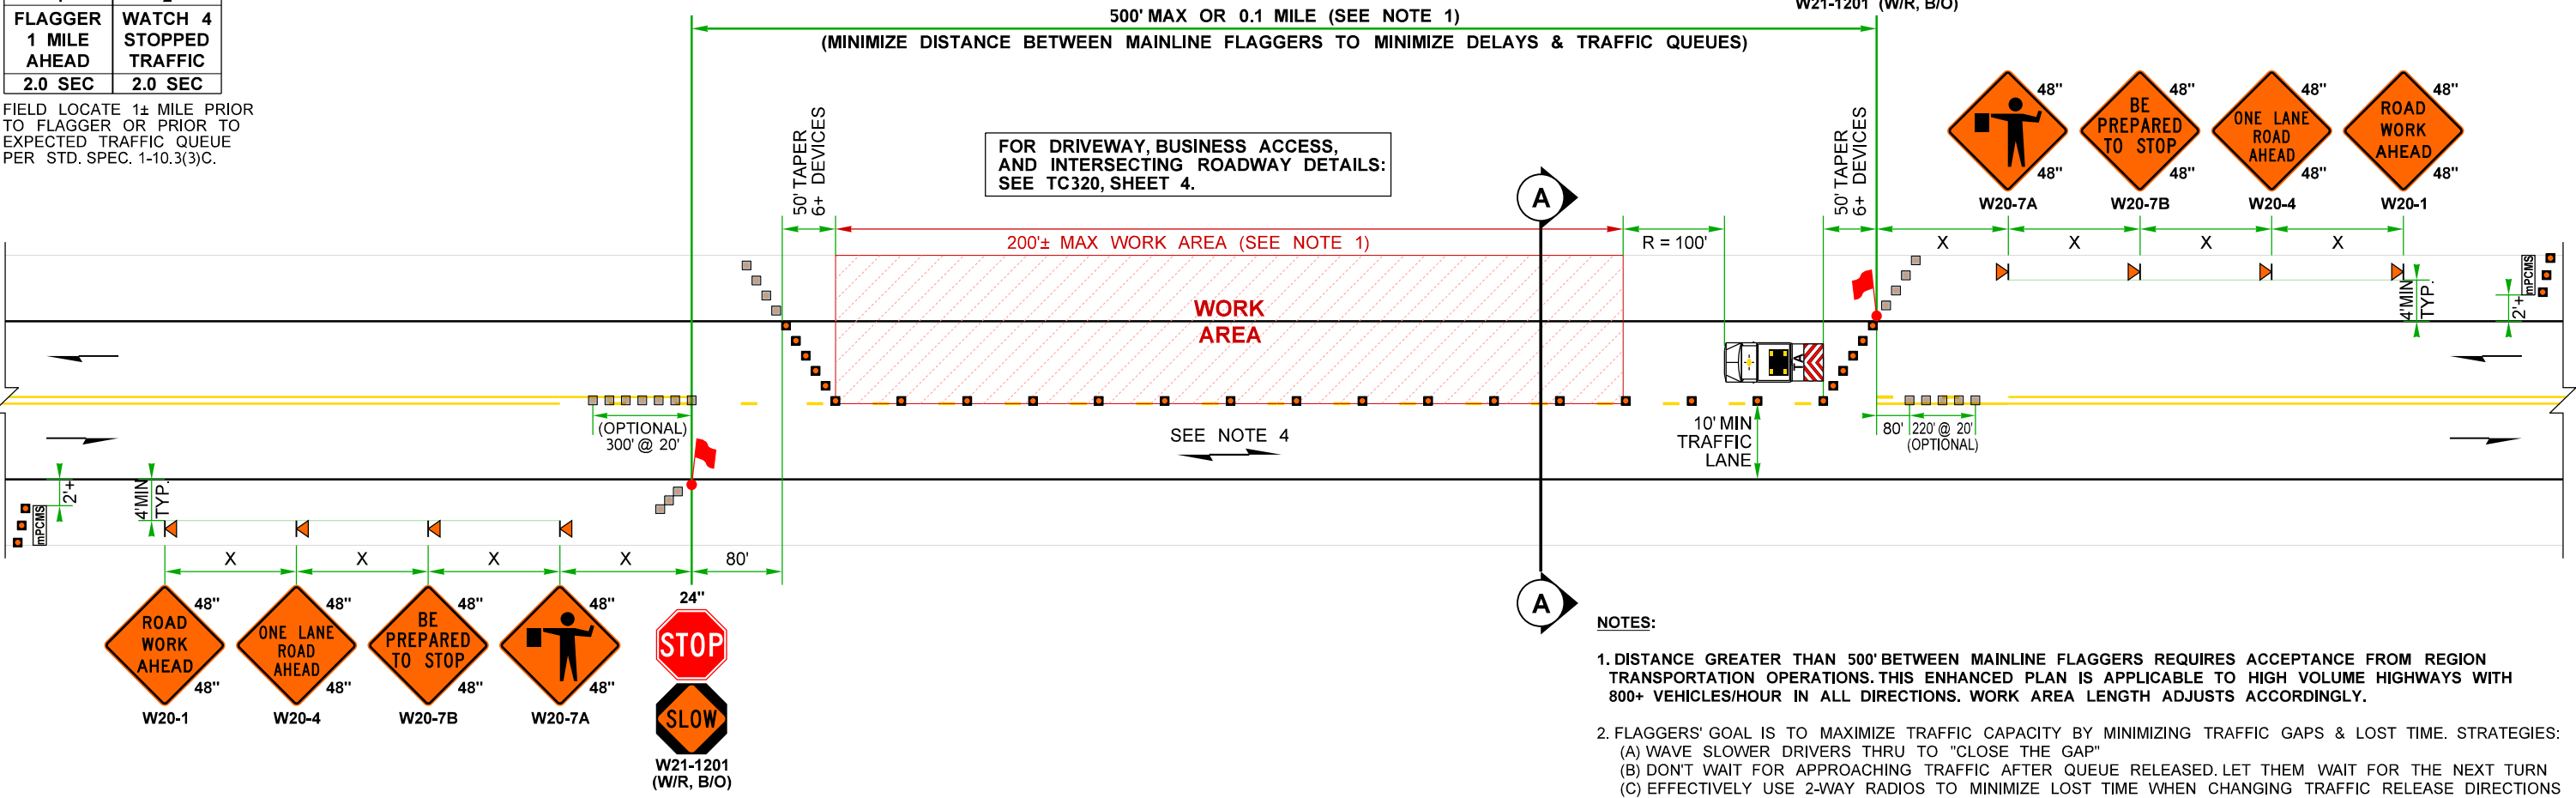 FLAGGER
1 MILE
AHEAD
2.0 SEC
WATCH 4
STOPPED
TRAFFIC
2.0 SEC
FIELD LOCATE 1± MILE PRIOR
TO FLAGGER OR PRIOR TO
EXPECTED TRAFFIC QUEUE
PER STD. SPEC. 1-10.3(3)C.
500' MAX OR 0.1 MILE (SEE NOTE 1)
(MINIMIZE DISTANCE BETWEEN MAINLINE FLAGGERS TO MINIMIZE DELAYS & TRAFFIC QUEUES)
W21-1201 (W/R, B/O)
50' TAPER
6+ DEVICES
FOR DRIVEWAY, BUSINESS ACCESS,
AND INTERSECTING ROADWAY DETAILS:
SEE TC320, SHEET 4.
A
50' TAPER
6+ DEVICES
48"
48"
W20-7A
BE
PREPARED
TO STOP
48"
48"
W20-7B
ONE LANE
ROAD
AHEAD
48"
48"
W20-4
ROAD
WORK
AHEAD
48"
48"
W20-1
200'± MAX WORK AREA (SEE NOTE 1)
R = 100'
X
X
X
X
WORK
AREA
4'MIN
TYP.
2'+
mPCMS
(OPTIONAL)
300' @ 20'
SEE NOTE 4
10' MIN
TRAFFIC
LANE
80'
220' @ 20'
(OPTIONAL)
mPCMS
2'+
4'MIN
TYP.
X
X
X
X
80'
ROAD
WORK
AHEAD
48"
48"
W20-1
ONE LANE
ROAD
AHEAD
48"
48"
W20-4
BE
PREPARED
TO STOP
48"
48"
W20-7B
48"
48"
W20-7A
24"
STOP
SLOW
W21-1201
(W/R, B/O)
A
NOTES:
1. DISTANCE GREATER THAN 500' BETWEEN MAINLINE FLAGGERS REQUIRES ACCEPTANCE FROM REGION
TRANSPORTATION OPERATIONS. THIS ENHANCED PLAN IS APPLICABLE TO HIGH VOLUME HIGHWAYS WITH
800+ VEHICLES/HOUR IN ALL DIRECTIONS. WORK AREA LENGTH ADJUSTS ACCORDINGLY.
2. FLAGGERS' GOAL IS TO MAXIMIZE TRAFFIC CAPACITY BY MINIMIZING TRAFFIC GAPS & LOST TIME. STRATEGIES:
(A) WAVE SLOWER DRIVERS THRU TO "CLOSE THE GAP"
(B) DON'T WAIT FOR APPROACHING TRAFFIC AFTER QUEUE RELEASED. LET THEM WAIT FOR THE NEXT TURN
(C) EFFECTIVELY USE 2-WAY RADIOS TO MINIMIZE LOST TIME WHEN CHANGING TRAFFIC RELEASE DIRECTIONS